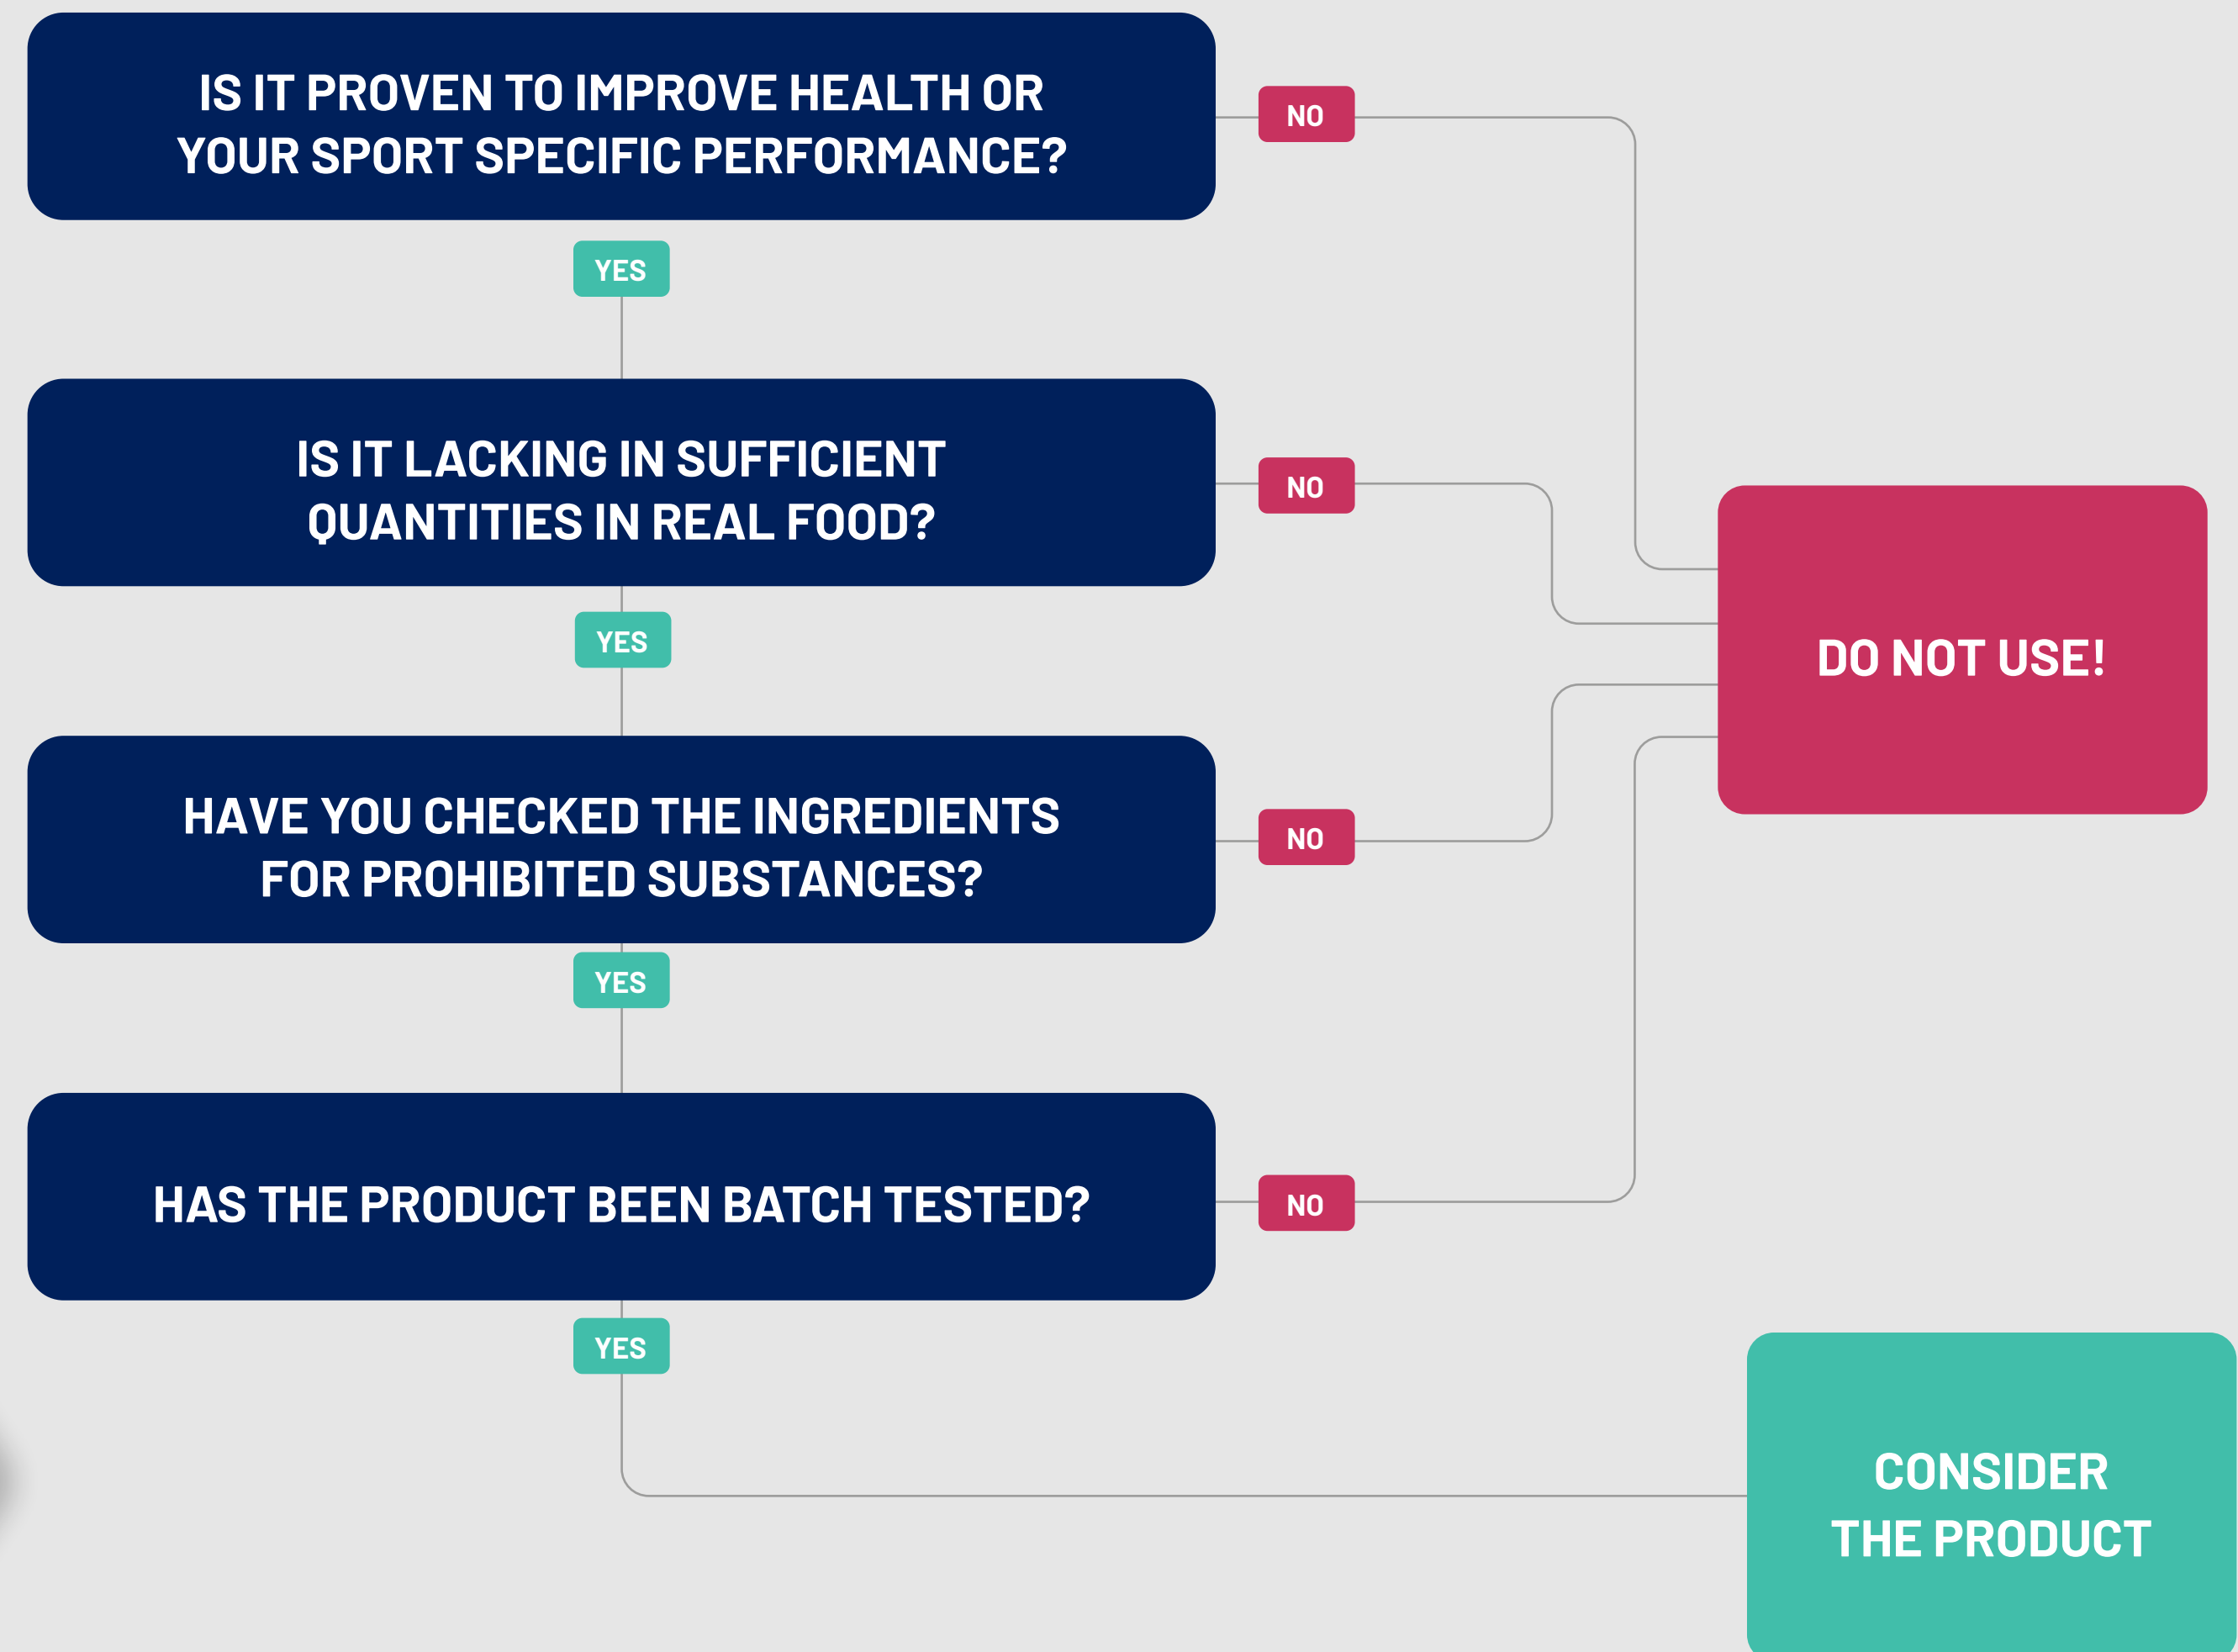 IS IT PROVEN TO IMPROVE HEALTH OR
YOUR SPORT SPECIFIC PERFORMANCE?
NO
YES
IS IT LACKING IN SUFFICIENT
QUANTITIES IN REAL FOOD?
NO
DO NOT USE!
YES
HAVE YOU CHECKED THE INGREDIENTS
FOR PROHIBITED SUBSTANCES?
NO
YES
HAS THE PRODUCT BEEN BATCH TESTED?
NO
YES
CONSIDER
THE PRODUCT